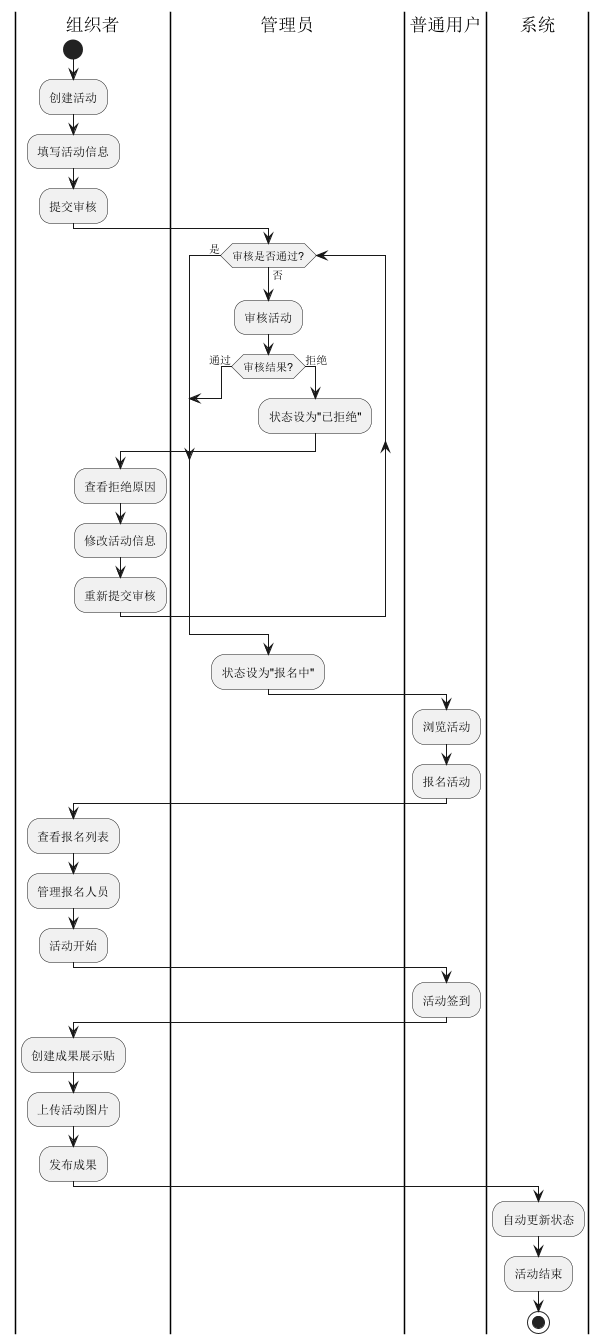 组织者 管理员 普通用户 系统
创建活动
填写活动信息
提交审核
是 审核是否通过?
否
审核活动
通过 审核结果? 拒绝
状态设为"已拒绝"
查看拒绝原因
修改活动信息
重新提交审核
状态设为"报名中"
浏览活动
报名活动
查看报名列表
管理报名人员
活动开始
活动签到
创建成果展示贴
上传活动图片
发布成果
自动更新状态
活动结束